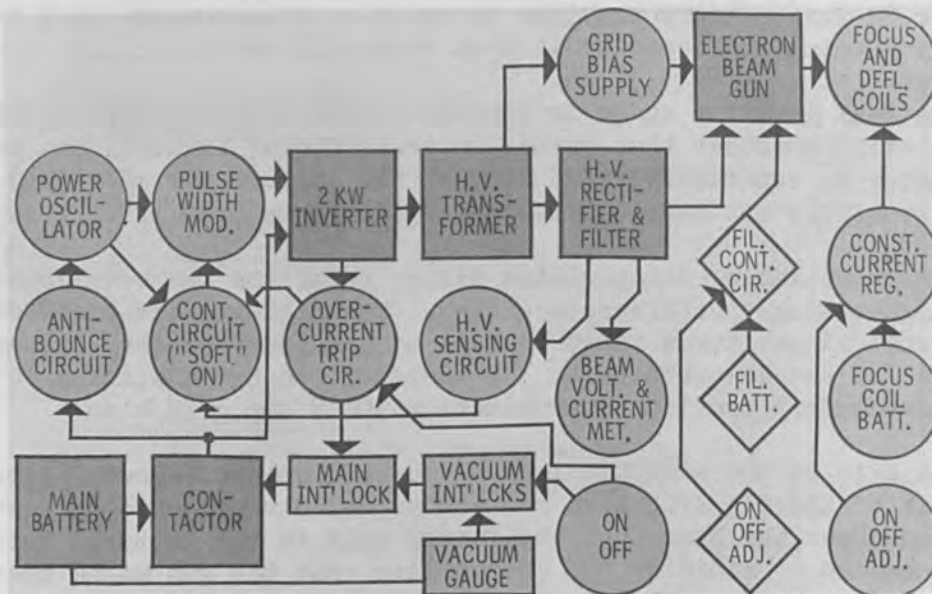 GRID
BIAS
SUPPLY
ELECTRON
BEAM
GUN
FOCUS
AND
DEFL.
COILS
POWER
OSCIL-
LATOR
PULSE
WIDTH
MOD.
2 KW
INVERTER
H.V.
TRANS-
FORMER
H.V.
RECTI-
FIER &
FILTER
FIL.
CONT.
CIR.
CONST.
CURRENT
REG.
ANTI-
BOUNCE
CIRCUIT
CONT.
CIRCUIT
("SOFT"
ON)
OVER-
CURRENT
TRIP
CIR.
H.V.
SENSING
CIRCUIT
BEAM
VOLT. &
CURRENT
MET.
FIL.
BATT.
FOCUS
COIL
BATT.
MAIN
BATTERY
CON-
TACTOR
MAIN
INT'LOCK
VACUUM
INT'LCKS
VACUUM
GAUGE
ON
OFF
ON
OFF
ADJ.
ON
OFF
ADJ.